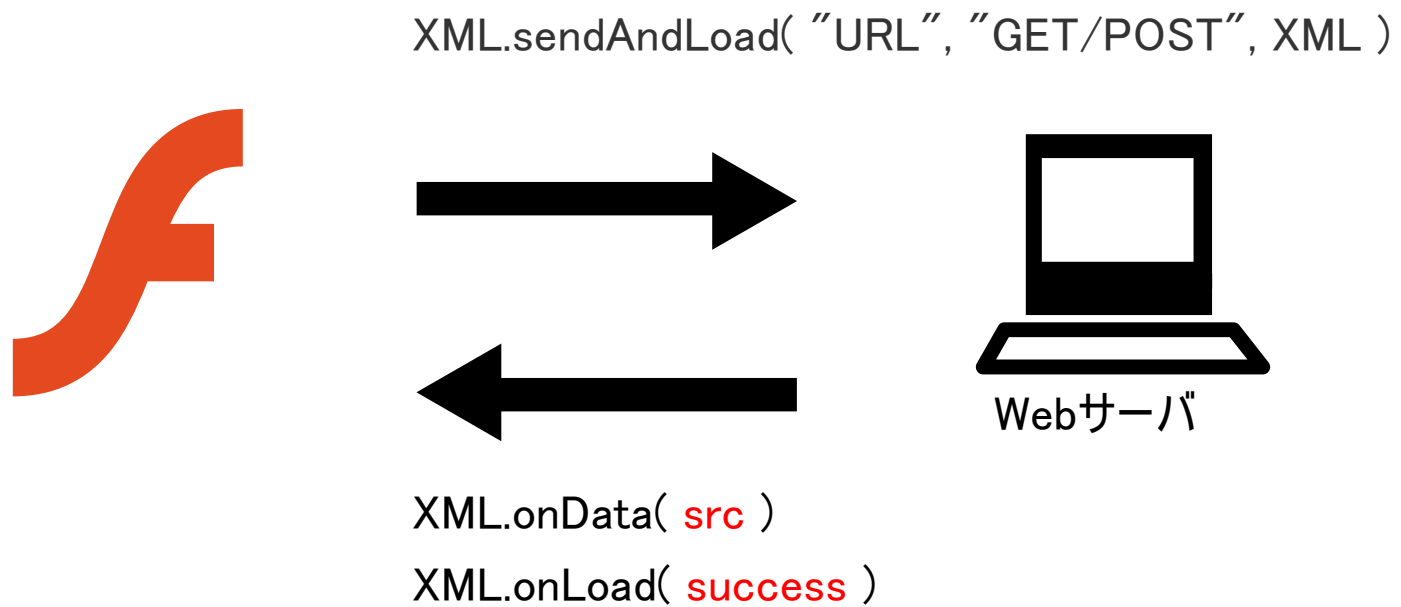 XML.sendAndLoad( "URL", "GET/POST", XML )
Webサーバ
XML.onData( src )
XML.onLoad( success )